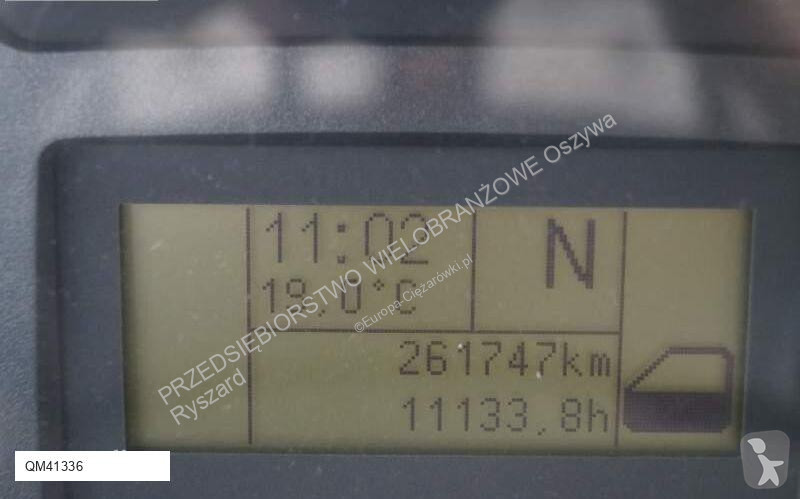 11:02
19,0°C
N
261747km
11133,8h
PRZEDSIĘBIORSTWO WIELOBRANŻOWE Oszywa
Ryszard
©Europa-Ciężarówki.pl
QM41336